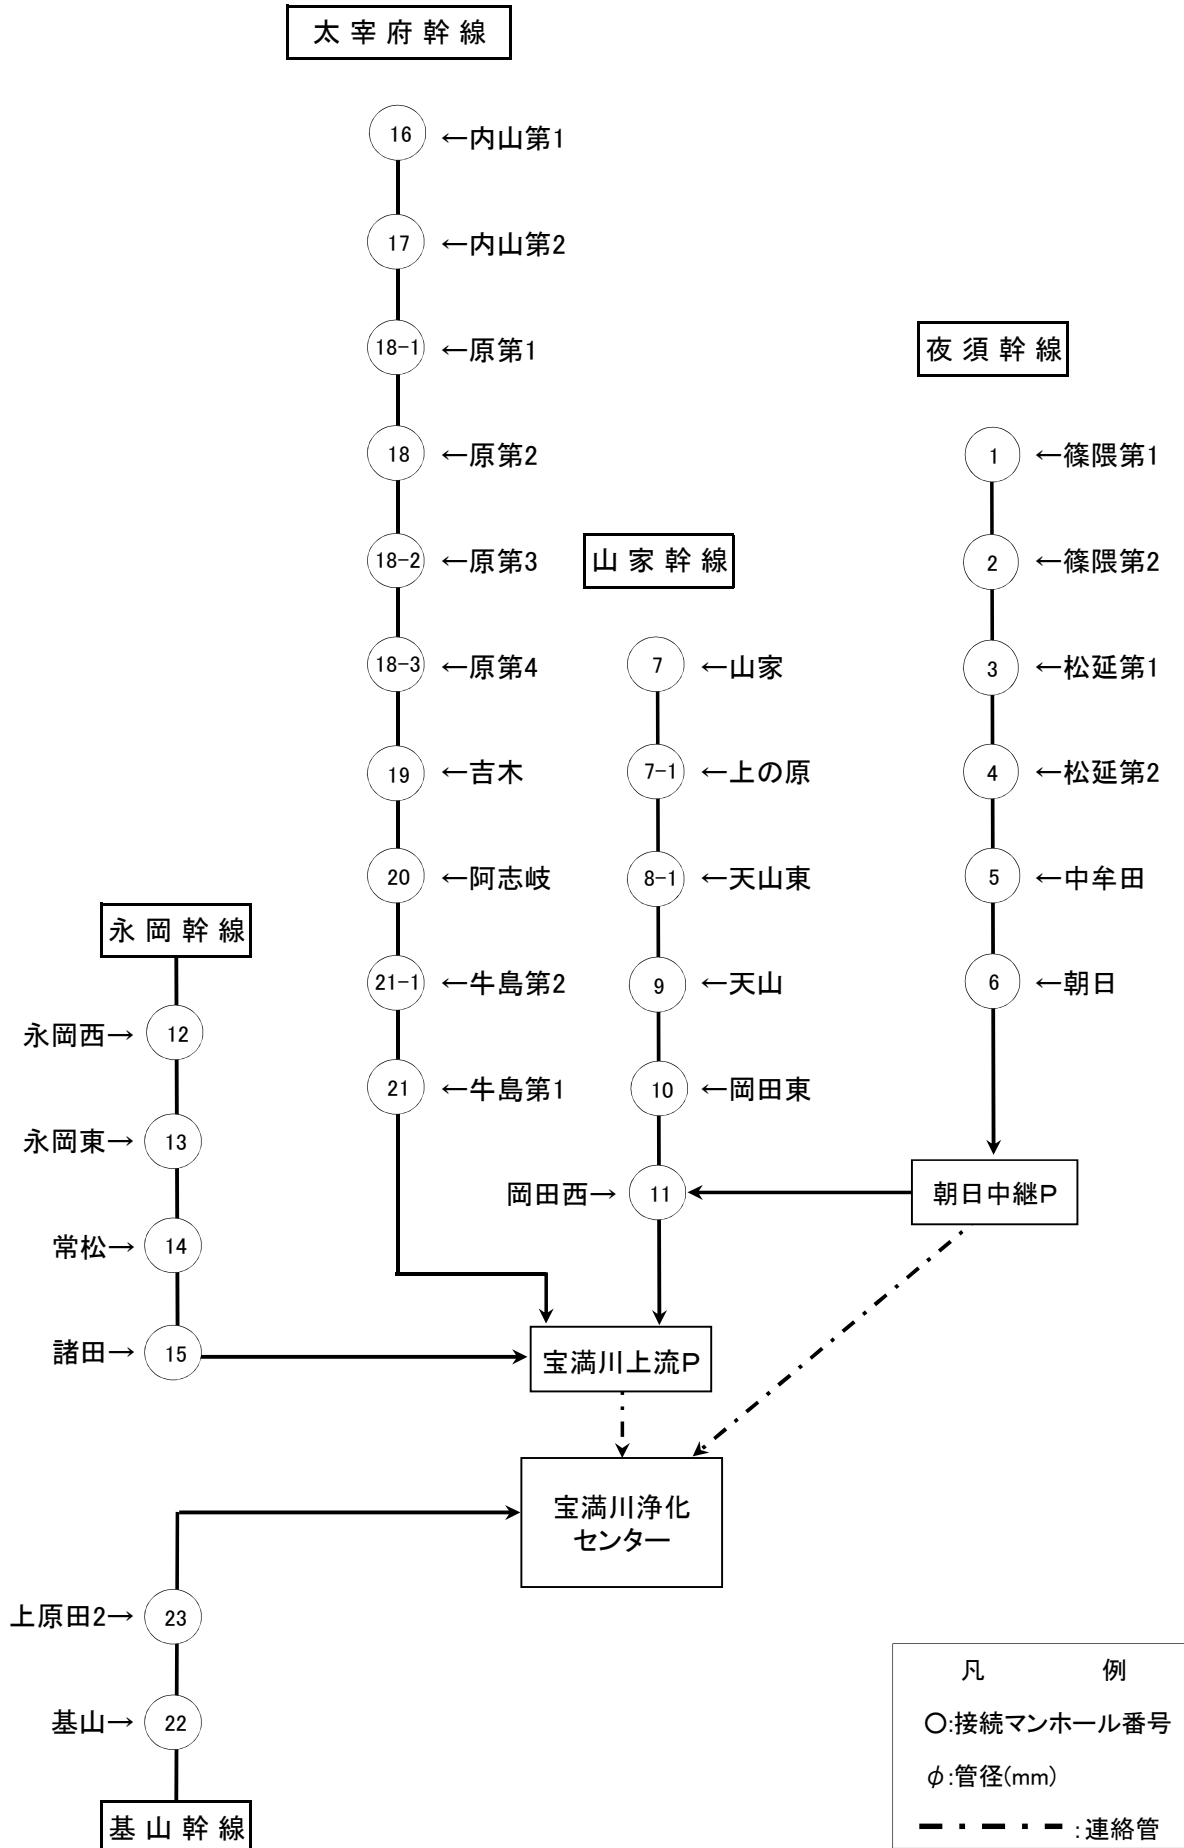 太宰府幹線
16 ←内山第1
17 ←内山第2
18-1 ←原第1
18 ←原第2
18-2 ←原第3
18-3 ←原第4
19 ←吉木
20 ←阿志岐
21-1 ←牛島第2
21 ←牛島第1
山家幹線
7 ←山家
7-1 ←上の原
8-1 ←天山東
9 ←天山
10 ←岡田東
岡田西→ 11
夜須幹線
1 ←篠隈第1
2 ←篠隈第2
3 ←松延第1
4 ←松延第2
5 ←中牟田
6 ←朝日
朝日中継P
永岡幹線
永岡西→ 12
永岡東→ 13
常松→ 14
諸田→ 15
宝満川上流P
宝満川浄化
センター
上原田2→ 23
基山→ 22
基山幹線
凡 例
○:接続マンホール番号
φ:管径(mm)
:連絡管